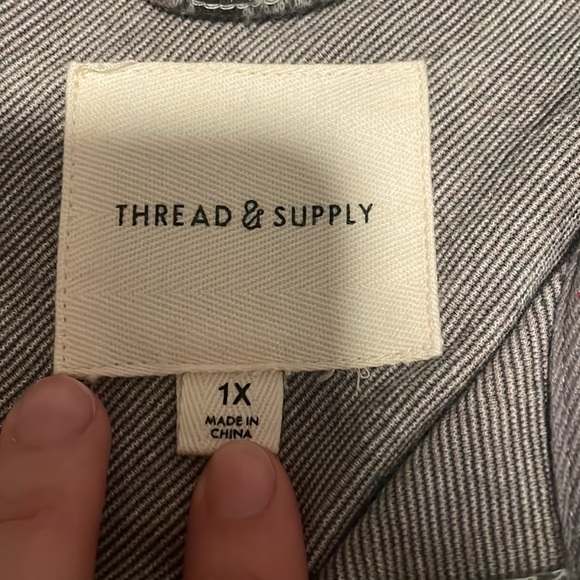 THREAD & SUPPLY
1X
MADE IN
CHINA